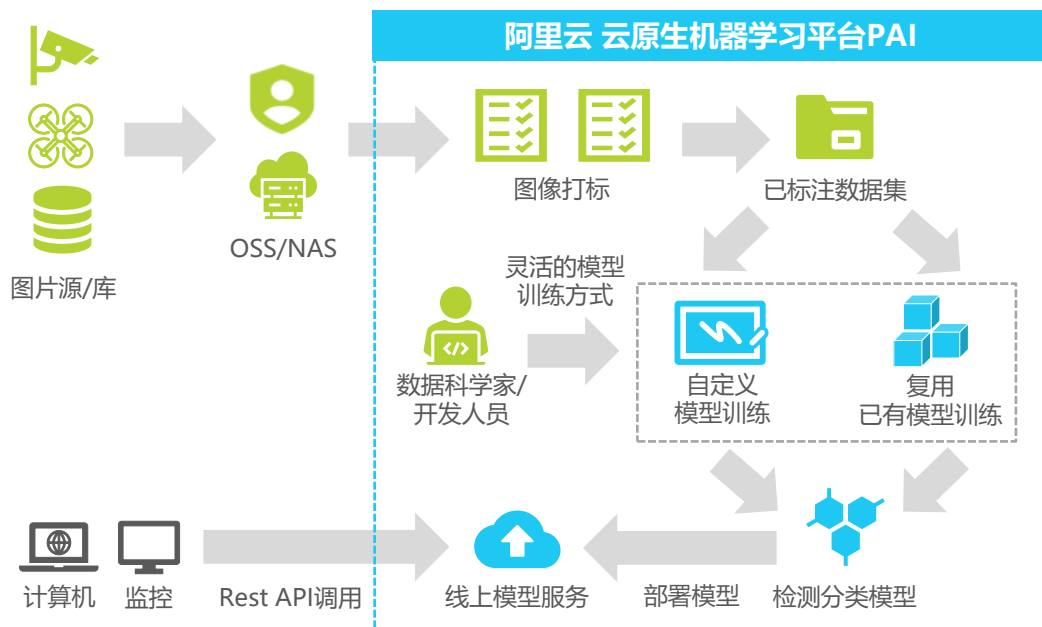 阿里云 云原生机器学习平台PAI
图像打标
已标注数据集
OSS/NAS
图片源/库
灵活的模型
训练方式
</>
数据科学家/
开发人员
自定义
模型训练
复用
已有模型训练
计算机
监控
Rest API调用
线上模型服务
部署模型
检测分类模型